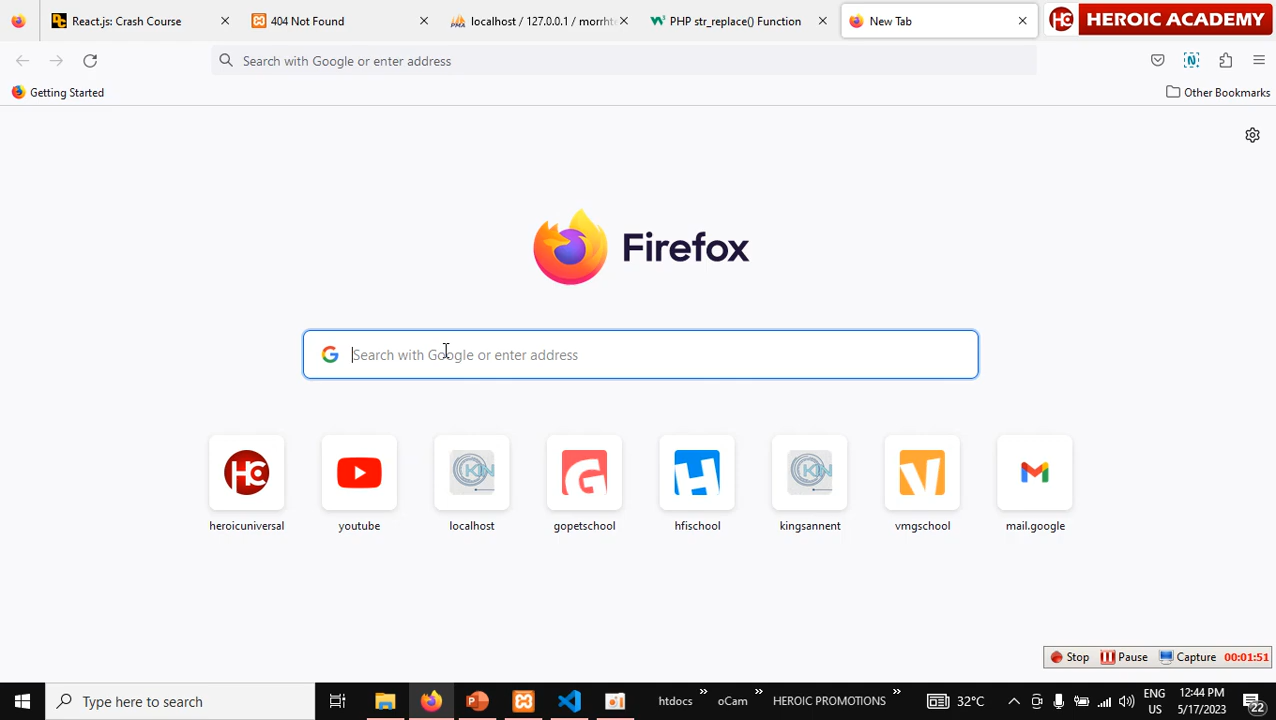 React.js: Crash Course
404 Not Found
localhost / 127.0.0.1 / morrht
PHP str_replace() Function
New Tab
HC HEROIC ACADEMY
Search with Google or enter address
Getting Started
Other Bookmarks
Firefox
Search with Google or enter address
heroicuniversal
youtube
localhost
gopetschool
hfischool
kingsannent
vmgschool
mail.google
Stop
Pause
Capture
00:01:51
Type here to search
htdocs
oCam
HEROIC PROMOTIONS
32°C
ENG
US
12:44 PM
5/17/2023
22